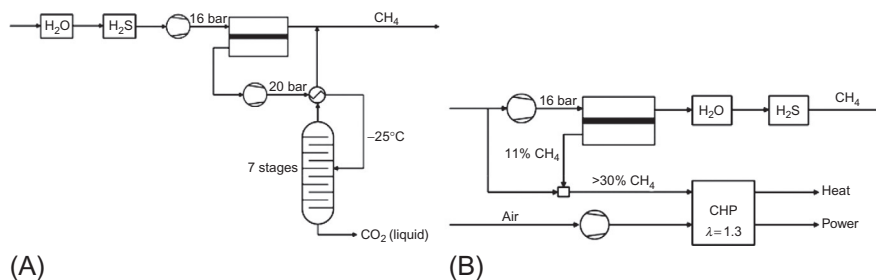 H₂O
H₂S
16 bar
CH₄
20 bar
−25°C
7 stages
CO₂ (liquid)
(A)
16 bar
H₂O
H₂S
CH₄
11% CH₄
>30% CH₄
Air
CHP
λ=1.3
Heat
Power
(B)